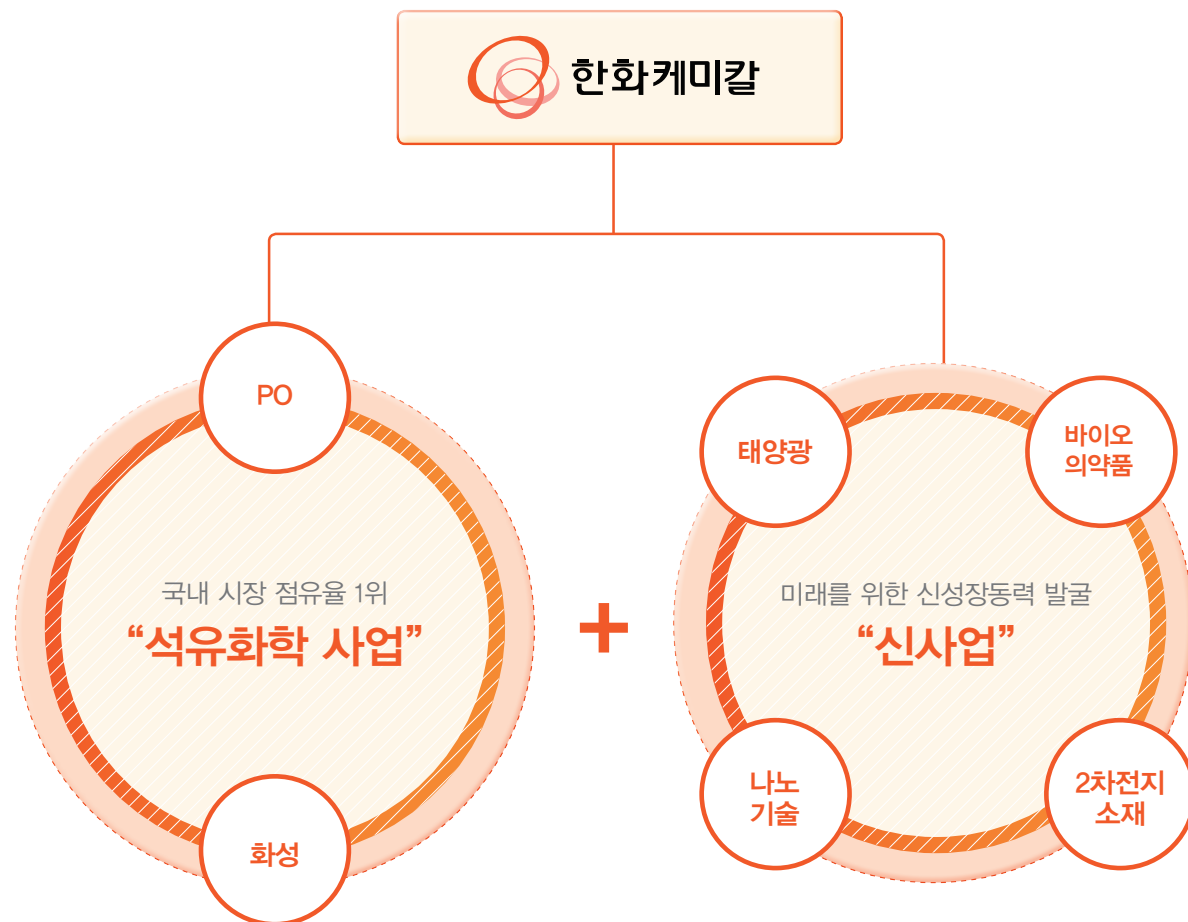 한화케미칼
PO
국내 시장 점유율 1위
“석유화학 사업”
화성
+
태양광
바이오
의약품
미래를 위한 신성장동력 발굴
“신사업”
나노
기술
2차전지
소재